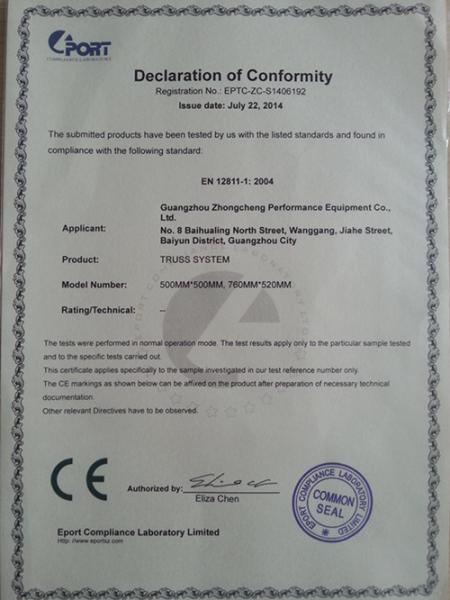 EPORT
COMPLIANCE LABORATORY
Declaration of Conformity
Registration No.: EPTC-ZC-S1406192
Issue date: July 22, 2014
The submitted products have been tested by us with the listed standards and found in
compliance with the following standard:
EN 12811-1: 2004
Applicant:
Guangzhou Zhongcheng Performance Equipment Co.,
Ltd.
No. 8 Baihualing North Street, Wanggang, Jiahe Street,
Baiyun District, Guangzhou City
Product: TRUSS SYSTEM
Model Number: 500MM*500MM, 760MM*520MM
Rating/Technical: --
The tests were performed in normal operation mode. The test results apply only to the particular sample tested
and to the specific tests carried out.
This certificate applies specifically to the sample investigated in our test reference number only.
The CE markings as shown below can be affixed on the product after preparation of necessary technical
documentation.
Other relevant Directives have to be observed.
CE
Authorized by:
Eliza Chen
EPORT COMPLIANCE LABORATORY LIMITED
COMMON
SEAL
Eport Compliance Laboratory Limited
Http: //www.eportsz.com